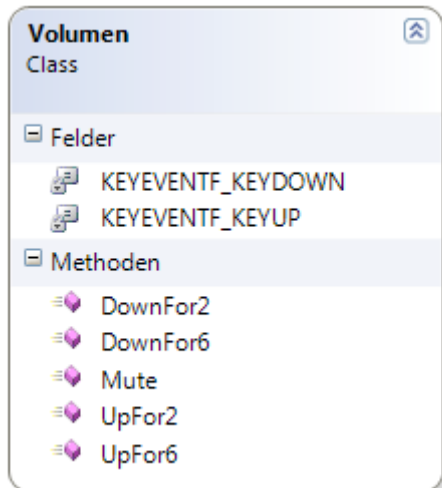 Volumen
Class
Felder
KEYEVENTF_KEYDOWN
KEYEVENTF_KEYUP
Methoden
DownFor2
DownFor6
Mute
UpFor2
UpFor6